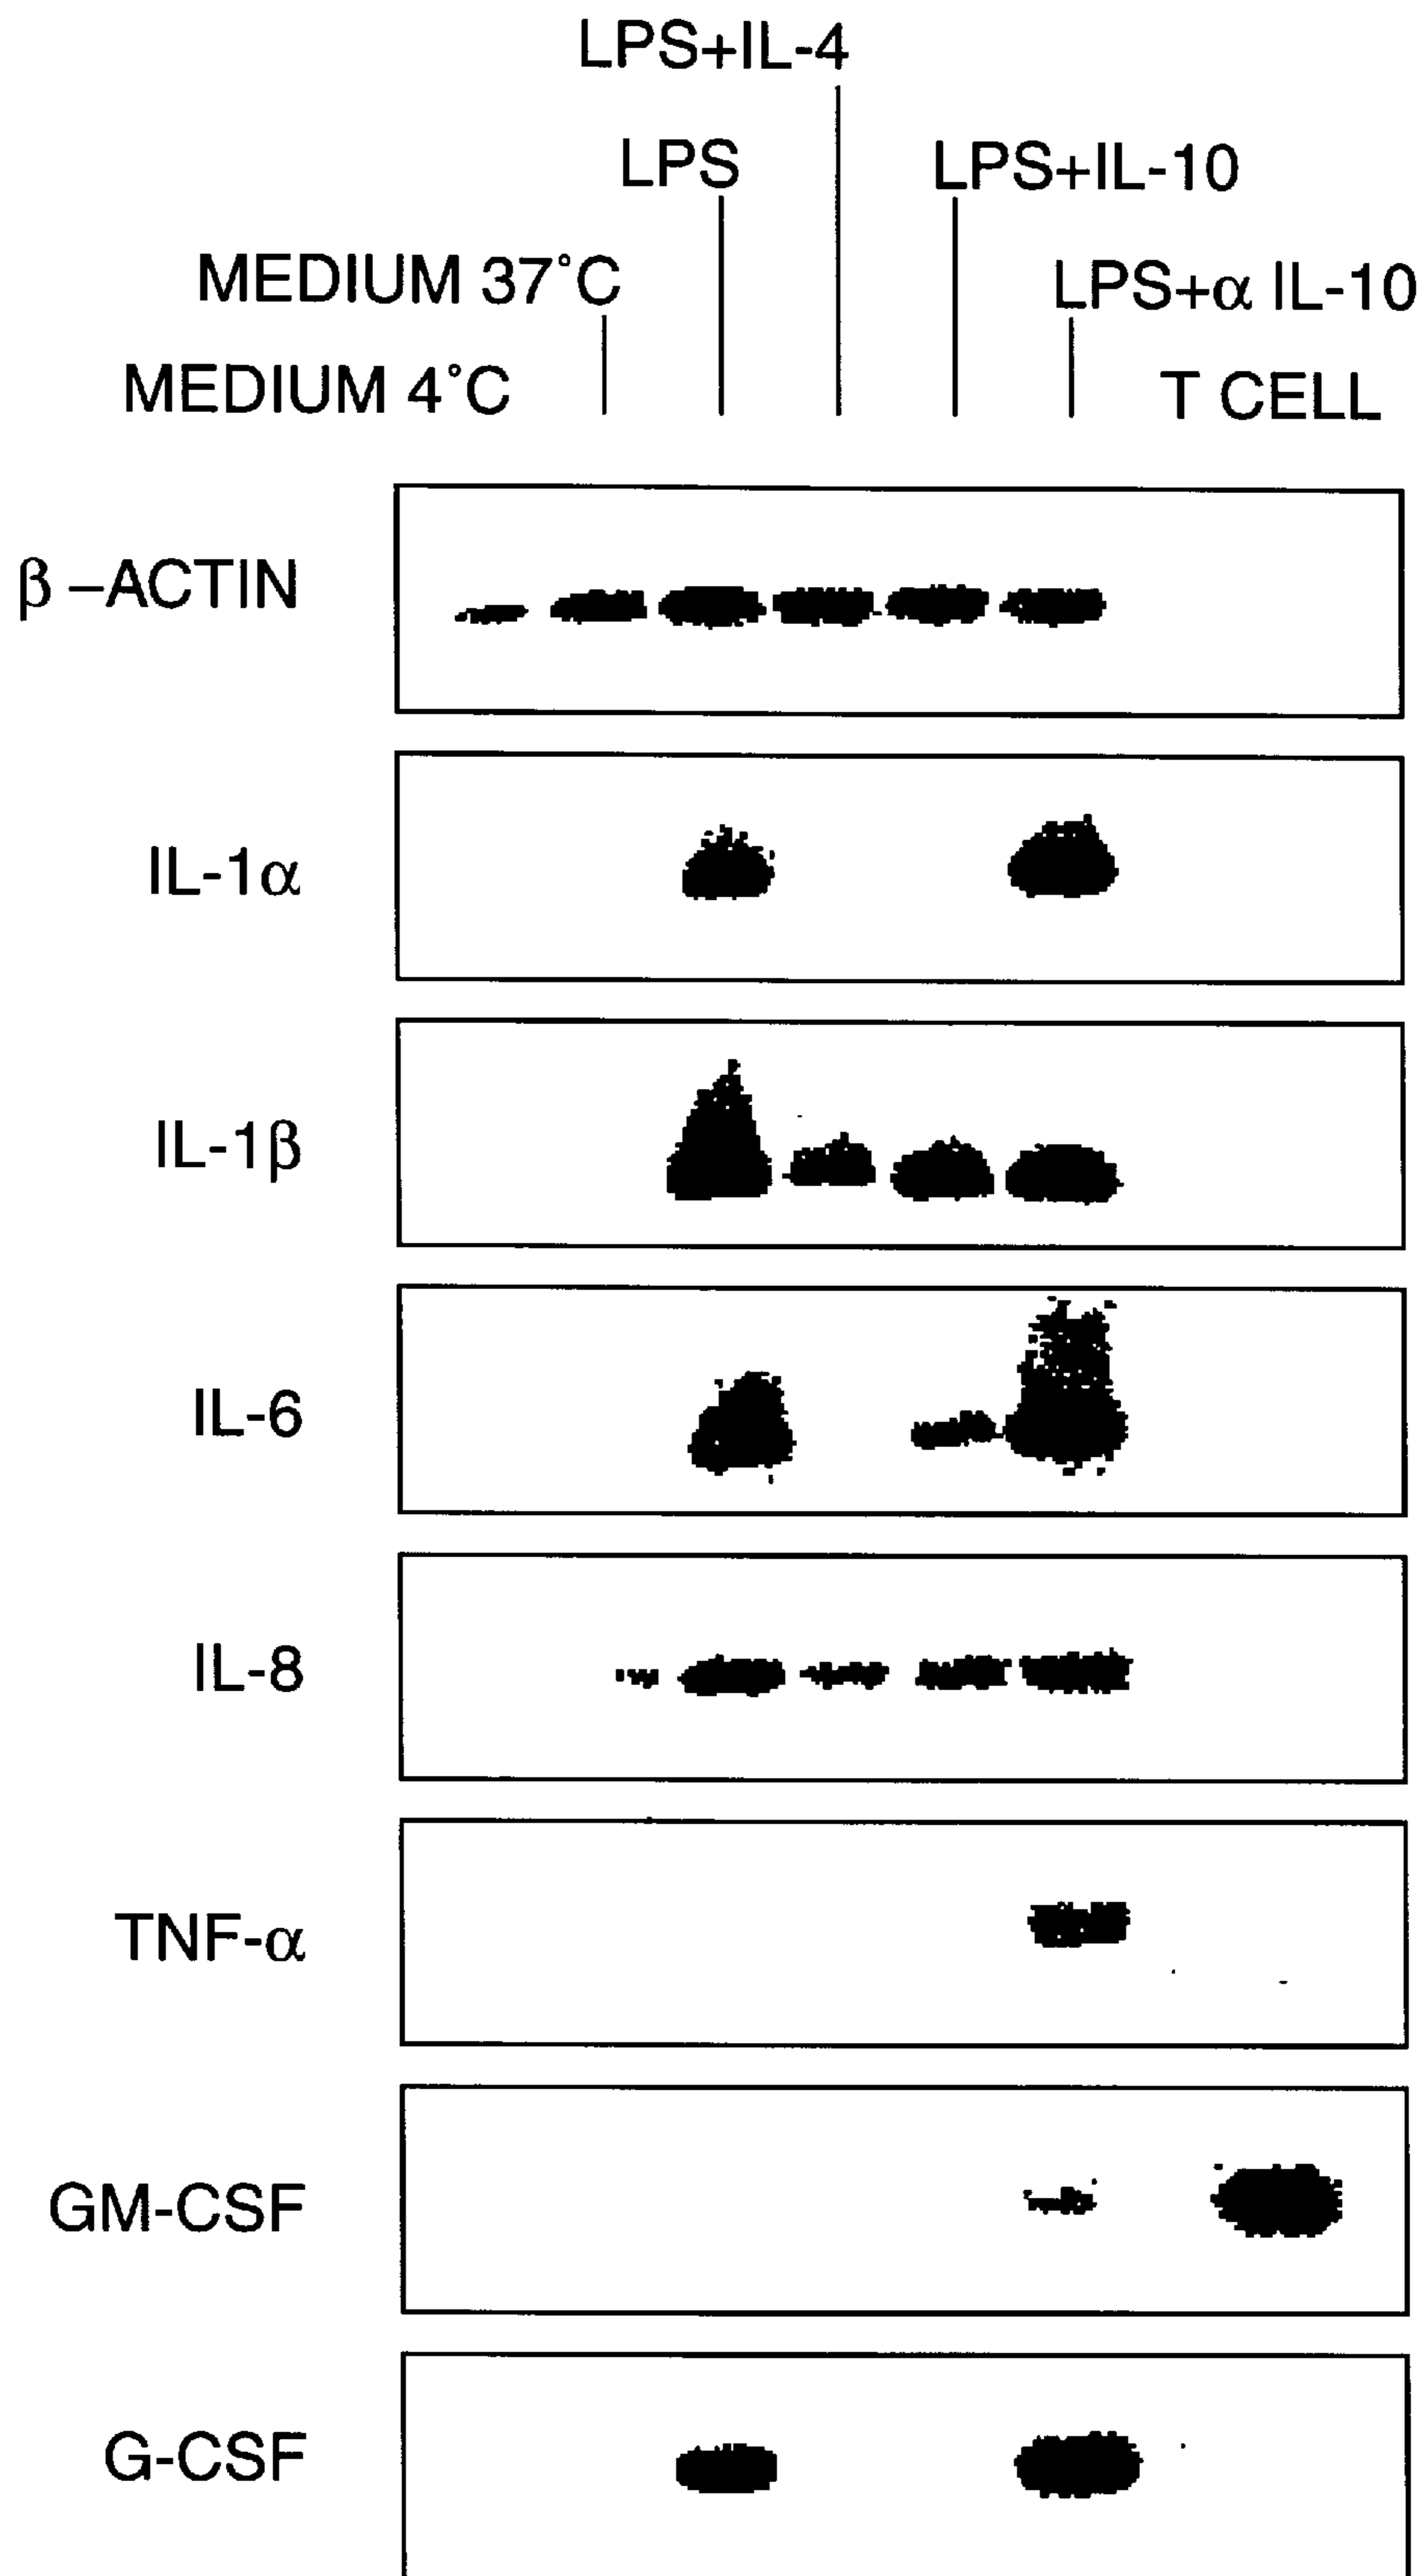 LPS+IL-4
LPS
LPS+IL-10
MEDIUM 37°C
LPS+α IL-10
MEDIUM 4°C
T CELL
β –ACTIN
IL-1α
IL-1β
IL-6
IL-8
TNF-α
GM-CSF
G-CSF